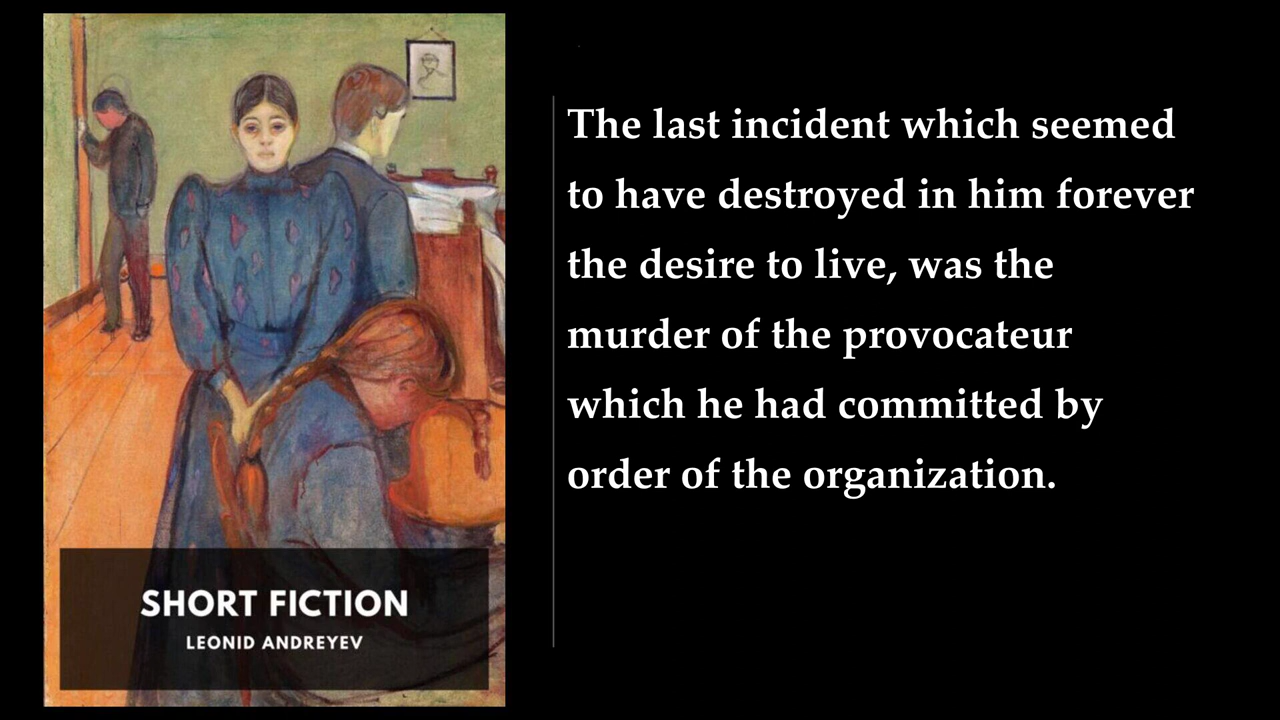 The last incident which seemed
to have destroyed in him forever
the desire to live, was the
murder of the provocateur
which he had committed by
order of the organization.
SHORT FICTION
LEONID ANDREYEV